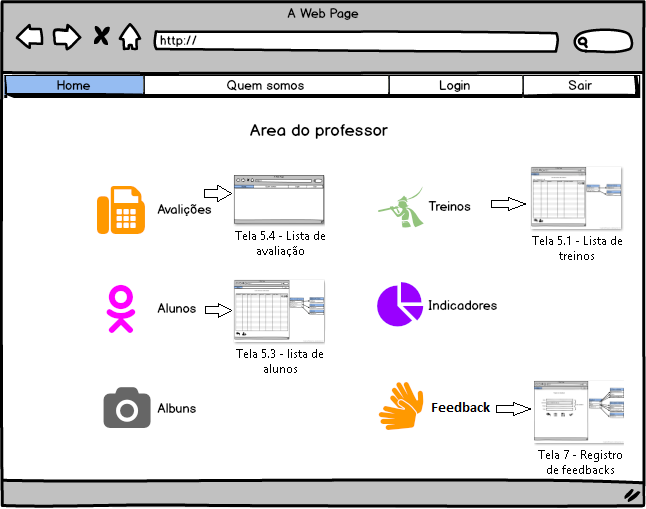 A Web Page
http://
Home Quem somos Login Sair
Area do professor
Avalições
Tela 5.4 - Lista de
avaliação
Treinos
Tela 5.1 - Lista de
treinos
Alunos
Tela 5.3 - lista de
alunos
Indicadores
Albuns
Feedback
Tela 7 - Registro
de feedbacks